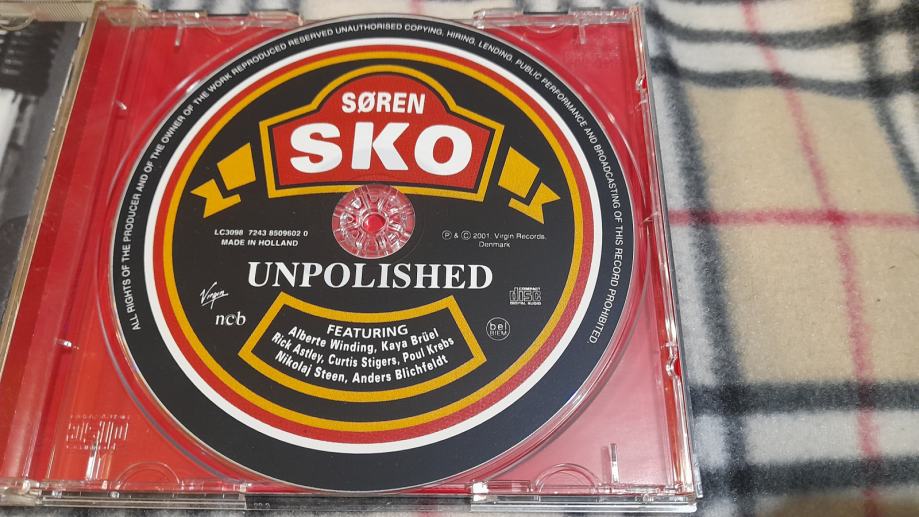 ALL RIGHTS OF THE PRODUCER AND OF THE OWNER OF THE WORK REPRODUCED RESERVED UNAUTHORISED COPYING, HIRING, LENDING, PUBLIC PERFORMANCE AND BROADCASTING OF THIS RECORD PROHIBITED.
SØREN
SKO
LC3098 7243 8509602 0
MADE IN HOLLAND
℗ & © 2001. Virgin Records.
Denmark
UNPOLISHED
Virgin
COMPACT
disc
DIGITAL AUDIO
ncb
bel
BIEM
FEATURING
Alberte Winding, Kaya Brüel
Rick Astley, Curtis Stigers, Poul Krebs
Nikolaj Steen, Anders Blichfeldt